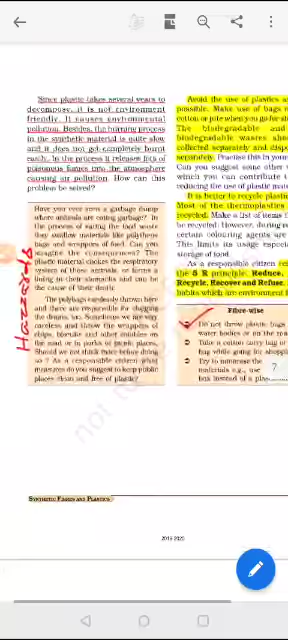 Since plastic takes several years to
decompose, it is not environment
friendly. It causes environmental
pollution. Besides, the burning process
in the synthetic material is quite slow
and it does not get completely burnt
easily. In the process it releases lots of
poisonous fumes into the atmosphere
causing air pollution. How can this
problem be solved?
Have you ever seen a garbage dump
where animals are eating garbage? In
the process of eating the food waste
they swallow materials like polythene
bags and wrappers of food. Can you
imagine the consequences? The
plastic material chokes the respiratory
system of these animals, or forms a
lining in their stomachs and can be
the cause of their death.
The polybags carelessly thrown here
and there are responsible for clogging
the drains, too. Sometimes we are very
careless and throw the wrappers of
chips, biscuits and other eatables on
the road or in parks or picnic places.
Should we not think twice before doing
so ? As a responsible citizen what
measures do you suggest to keep public
places clean and free of plastic?
Hazzards
SYNTHETIC FIBRES AND PLASTICS
Avoid the use of plastics as
possible. Make use of bags
cotton or jute when you go for
The biodegradable and
biodegradable wastes
collected separately and
separately. Practise this in your
Can you suggest some other
which you can contribute
reducing the use of plastic
It is better to recycle plastic
Most of the thermoplastics
recycled. Make a list of items
be recycled. However, during
certain colouring agents are
This limits its usage
storage of food.
As a responsible citizen
the 5 R principle. Reduce,
Recycle, Recover and Refuse.
habits which are environment
Fibre-wise
Do not throw plastic bags
water bodies or on the
Take a cotton carry bag or
bag while going for
Try to minimise the
materials e.g., use
box instead of a
?
2019-2020
not to be